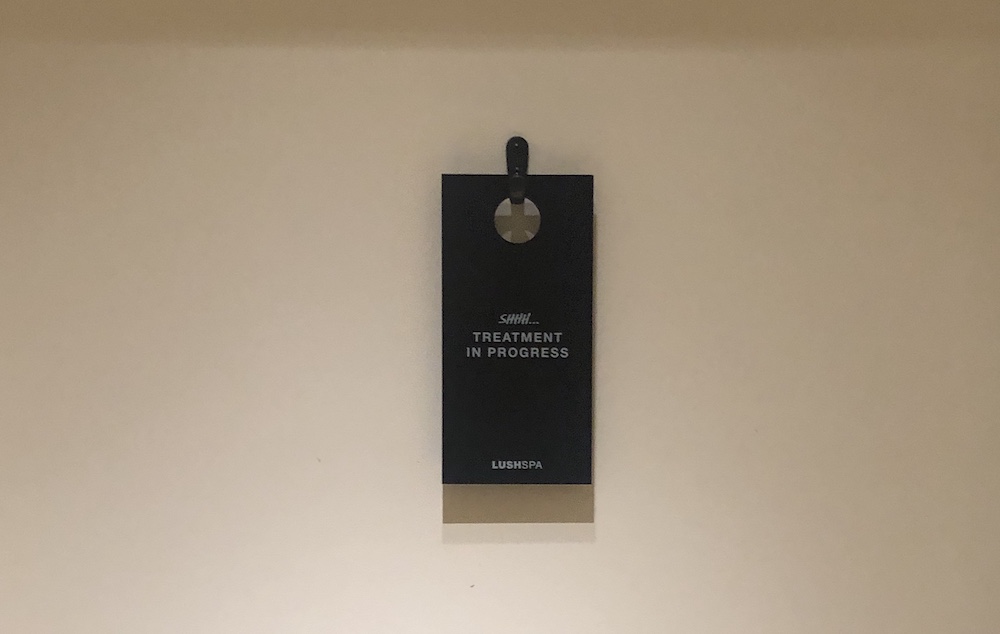 SHHH...
TREATMENT
IN PROGRESS
LUSHSPA